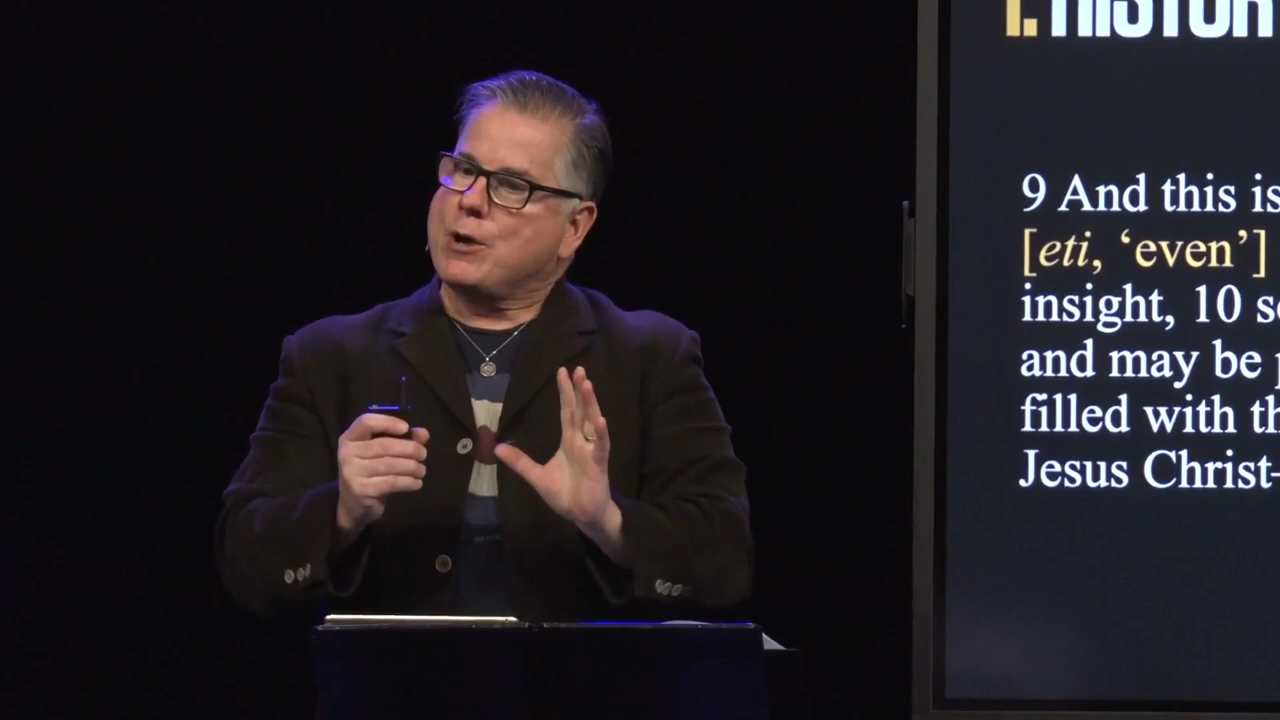 1. HISTOR
9 And this is
[eti, ‘even’]
insight, 10 s
and may be
filled with th
Jesus Christ-